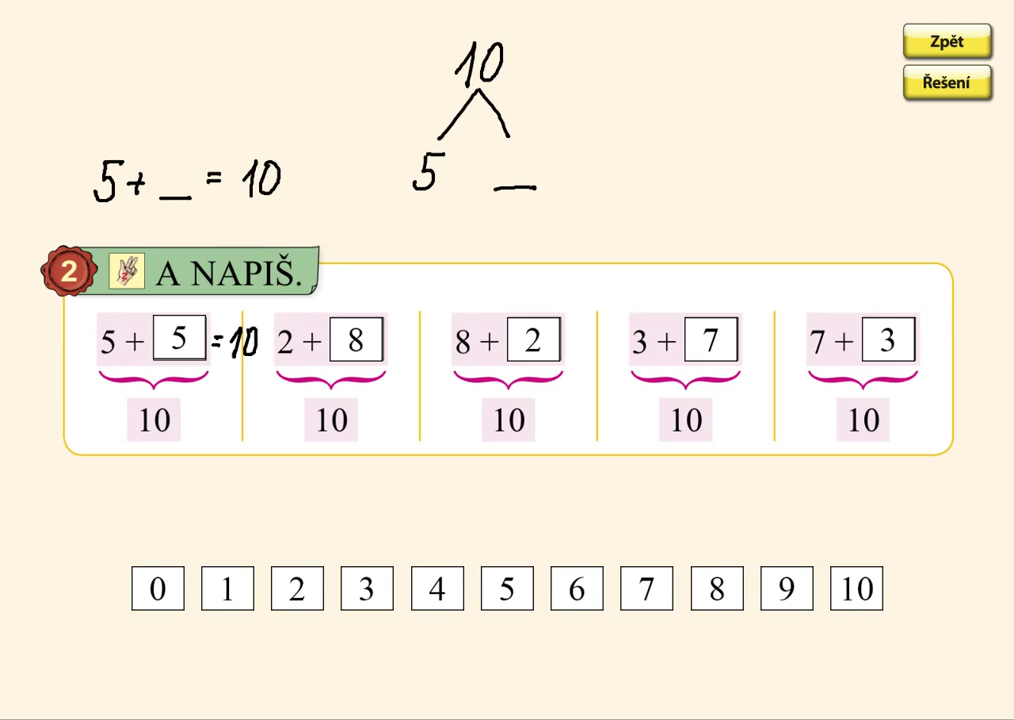 Zpět
Řešení
10
5 _
5 + _ = 10
2 A NAPIŠ.
5 + 5 = 10 2 + 8 8 + 2 3 + 7 7 + 3
10 10 10 10 10
0 1 2 3 4 5 6 7 8 9 10